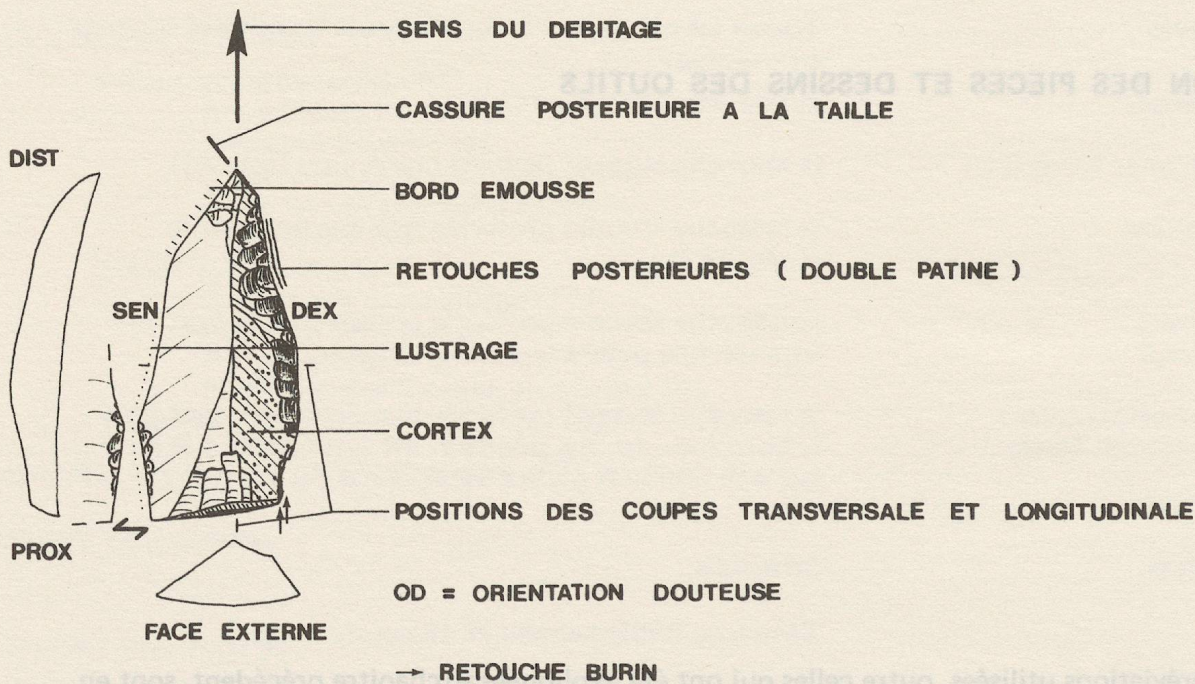 SENS DU DEBITAGE
N DES PIECES ET DESSINS DES OUTILS
CASSURE POSTERIEURE A LA TAILLE
DIST
BORD EMOUSSE
RETOUCHES POSTERIEURES ( DOUBLE PATINE )
SEN
DEX
LUSTRAGE
CORTEX
POSITIONS DES COUPES TRANSVERSALE ET LONGITUDINALE
PROX
OD = ORIENTATION DOUTEUSE
FACE EXTERNE
→ RETOUCHE BURIN